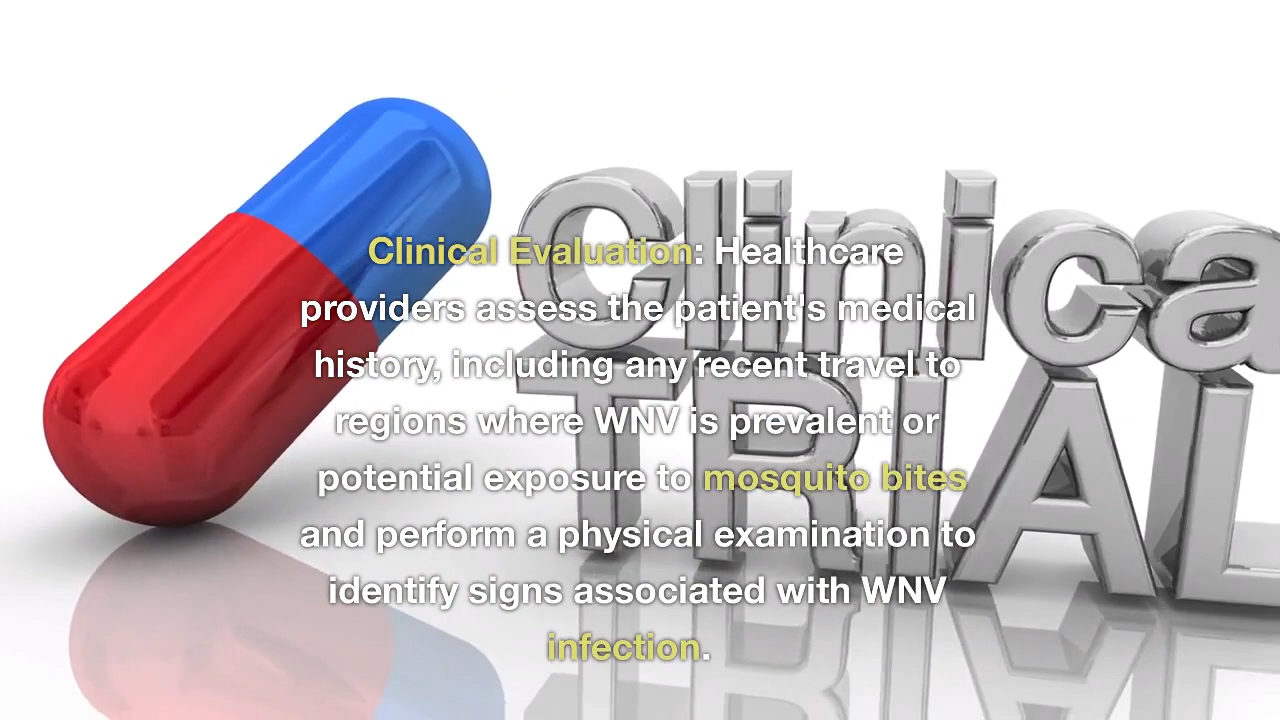 Clinical
TRIAL
Clinical Evaluation: Healthcare
providers assess the patient's medical
history, including any recent travel to
regions where WNV is prevalent or
potential exposure to mosquito bites
and perform a physical examination to
identify signs associated with WNV
infection.